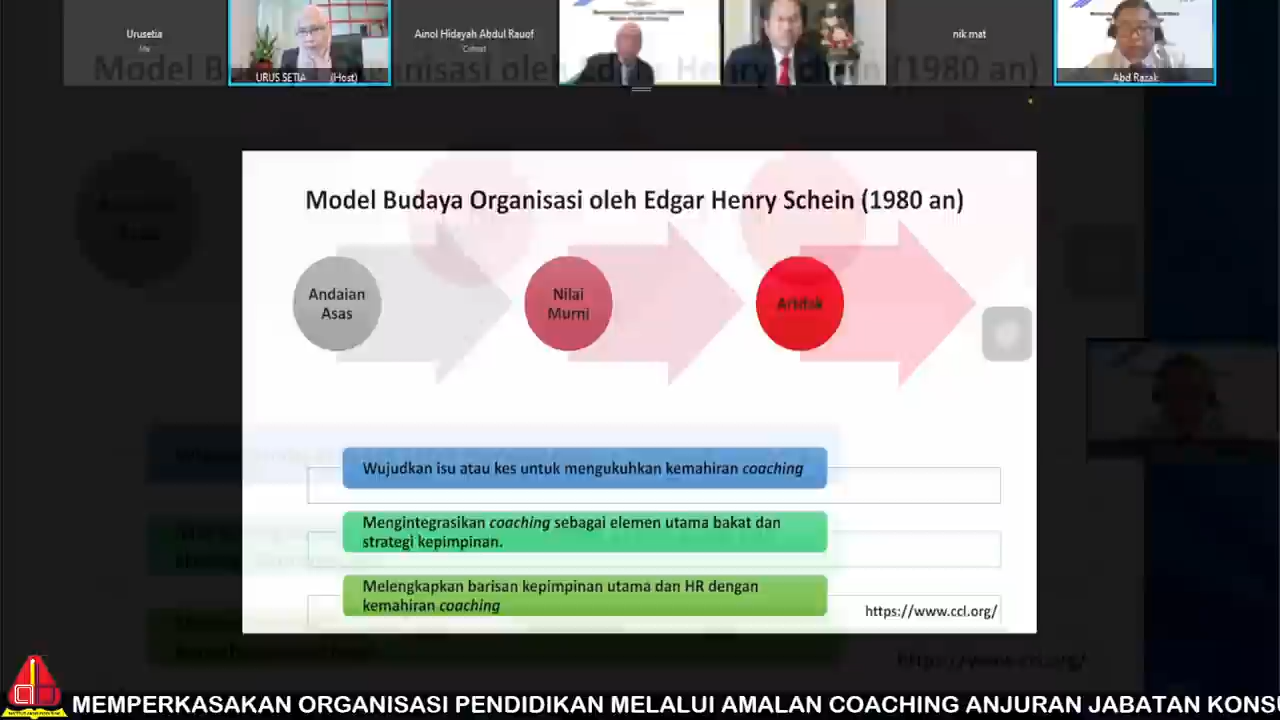 Urusetia
Me
URUS SETIA (Host)
Ainol Hidayah Abdul Rauof
Cohost
nik mat
Abd Razak
Model Budaya Organisasi oleh Edgar Henry Schein (1980 an)
Andaian
Asas
Nilai
Murni
Artifak
Wujudkan isu atau kes untuk mengukuhkan kemahiran coaching
Mengintegrasikan coaching sebagai elemen utama bakat dan
strategi kepimpinan.
Melengkapkan barisan kepimpinan utama dan HR dengan
kemahiran coaching
https://www.ccl.org/
MEMPERKASAKAN ORGANISASI PENDIDIKAN MELALUI AMALAN COACHING ANJURAN JABATAN KONSU